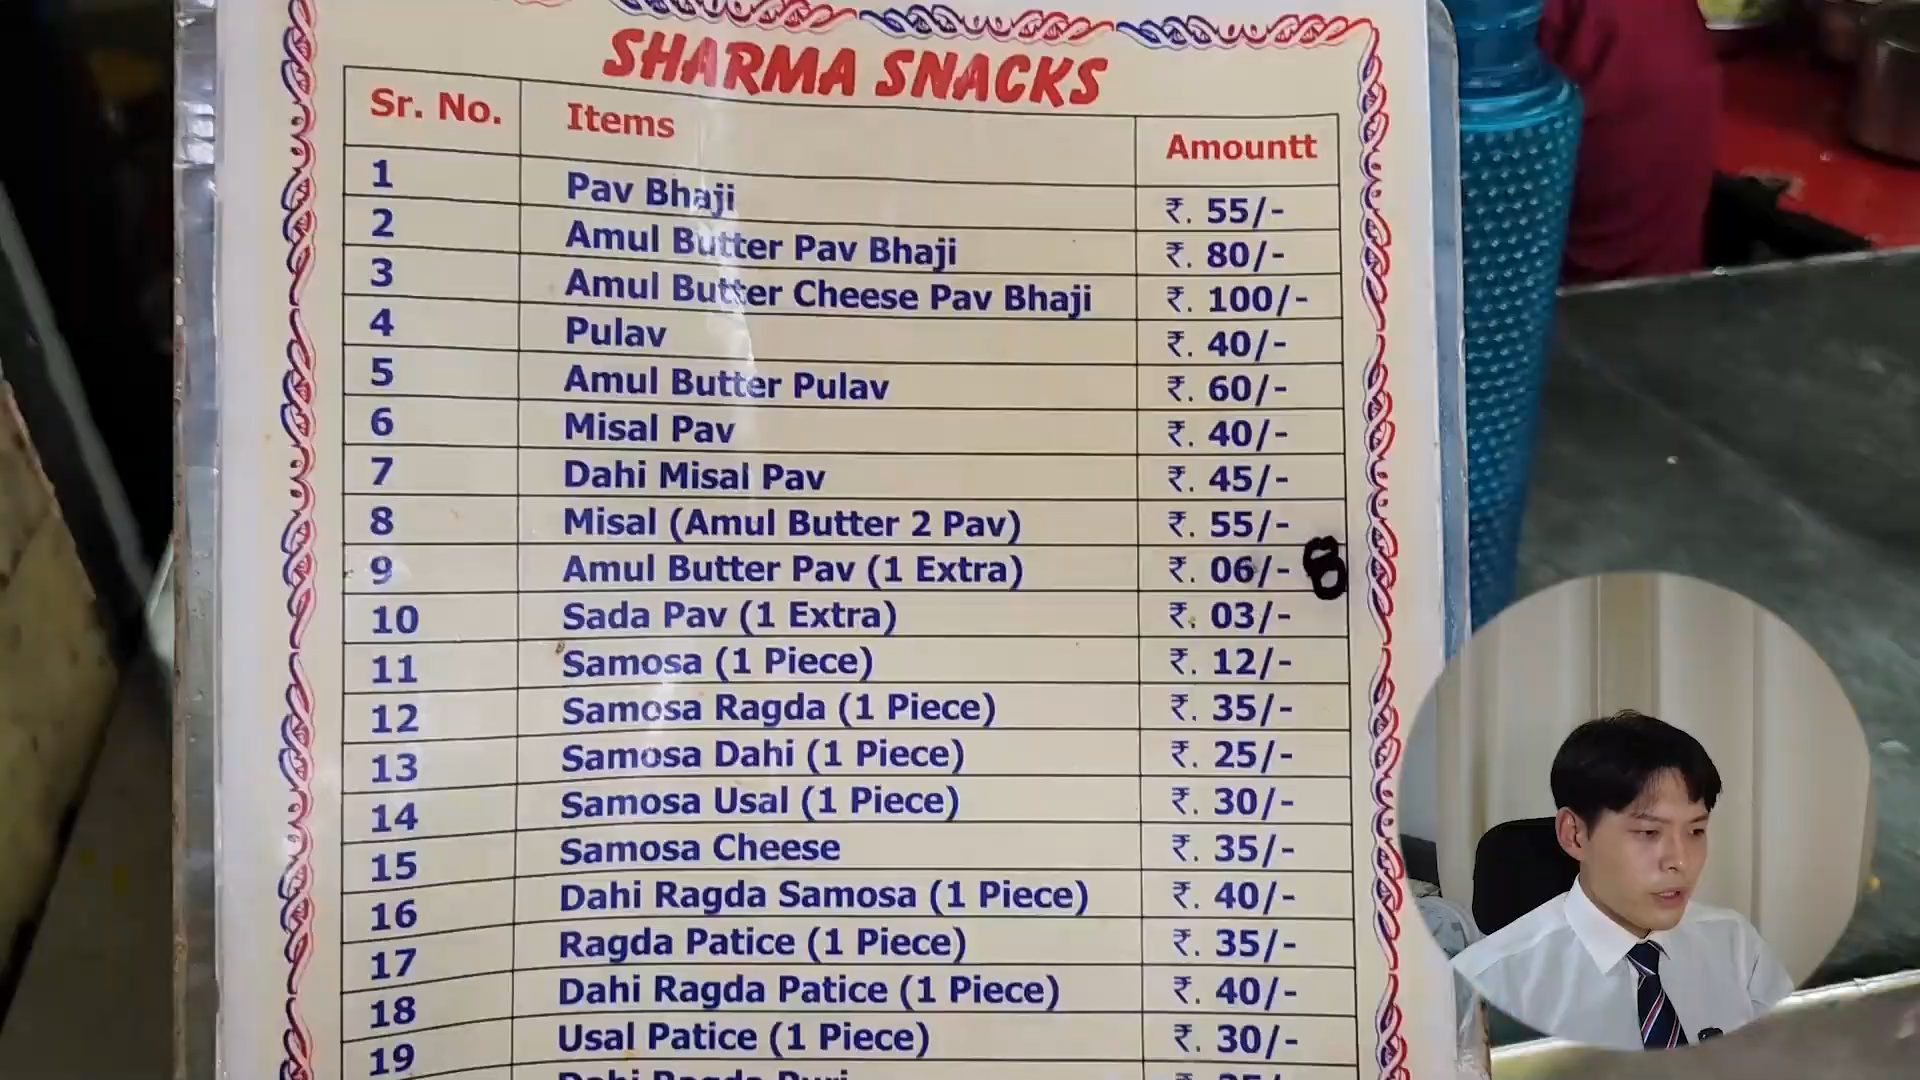 SHARMA SNACKS
Sr. No. Items Amountt
1 Pav Bhaji ₹. 55/-
2 Amul Butter Pav Bhaji ₹. 80/-
3 Amul Butter Cheese Pav Bhaji ₹. 100/-
4 Pulav ₹. 40/-
5 Amul Butter Pulav ₹. 60/-
6 Misal Pav ₹. 40/-
7 Dahi Misal Pav ₹. 45/-
8 Misal (Amul Butter 2 Pav) ₹. 55/-
9 Amul Butter Pav (1 Extra) ₹. 06/- 8
10 Sada Pav (1 Extra) ₹. 03/-
11 Samosa (1 Piece) ₹. 12/-
12 Samosa Ragda (1 Piece) ₹. 35/-
13 Samosa Dahi (1 Piece) ₹. 25/-
14 Samosa Usal (1 Piece) ₹. 30/-
15 Samosa Cheese ₹. 35/-
16 Dahi Ragda Samosa (1 Piece) ₹. 40/-
17 Ragda Patice (1 Piece) ₹. 35/-
18 Dahi Ragda Patice (1 Piece) ₹. 40/-
19 Usal Patice (1 Piece) ₹. 30/-
Dahi Ragda Puri